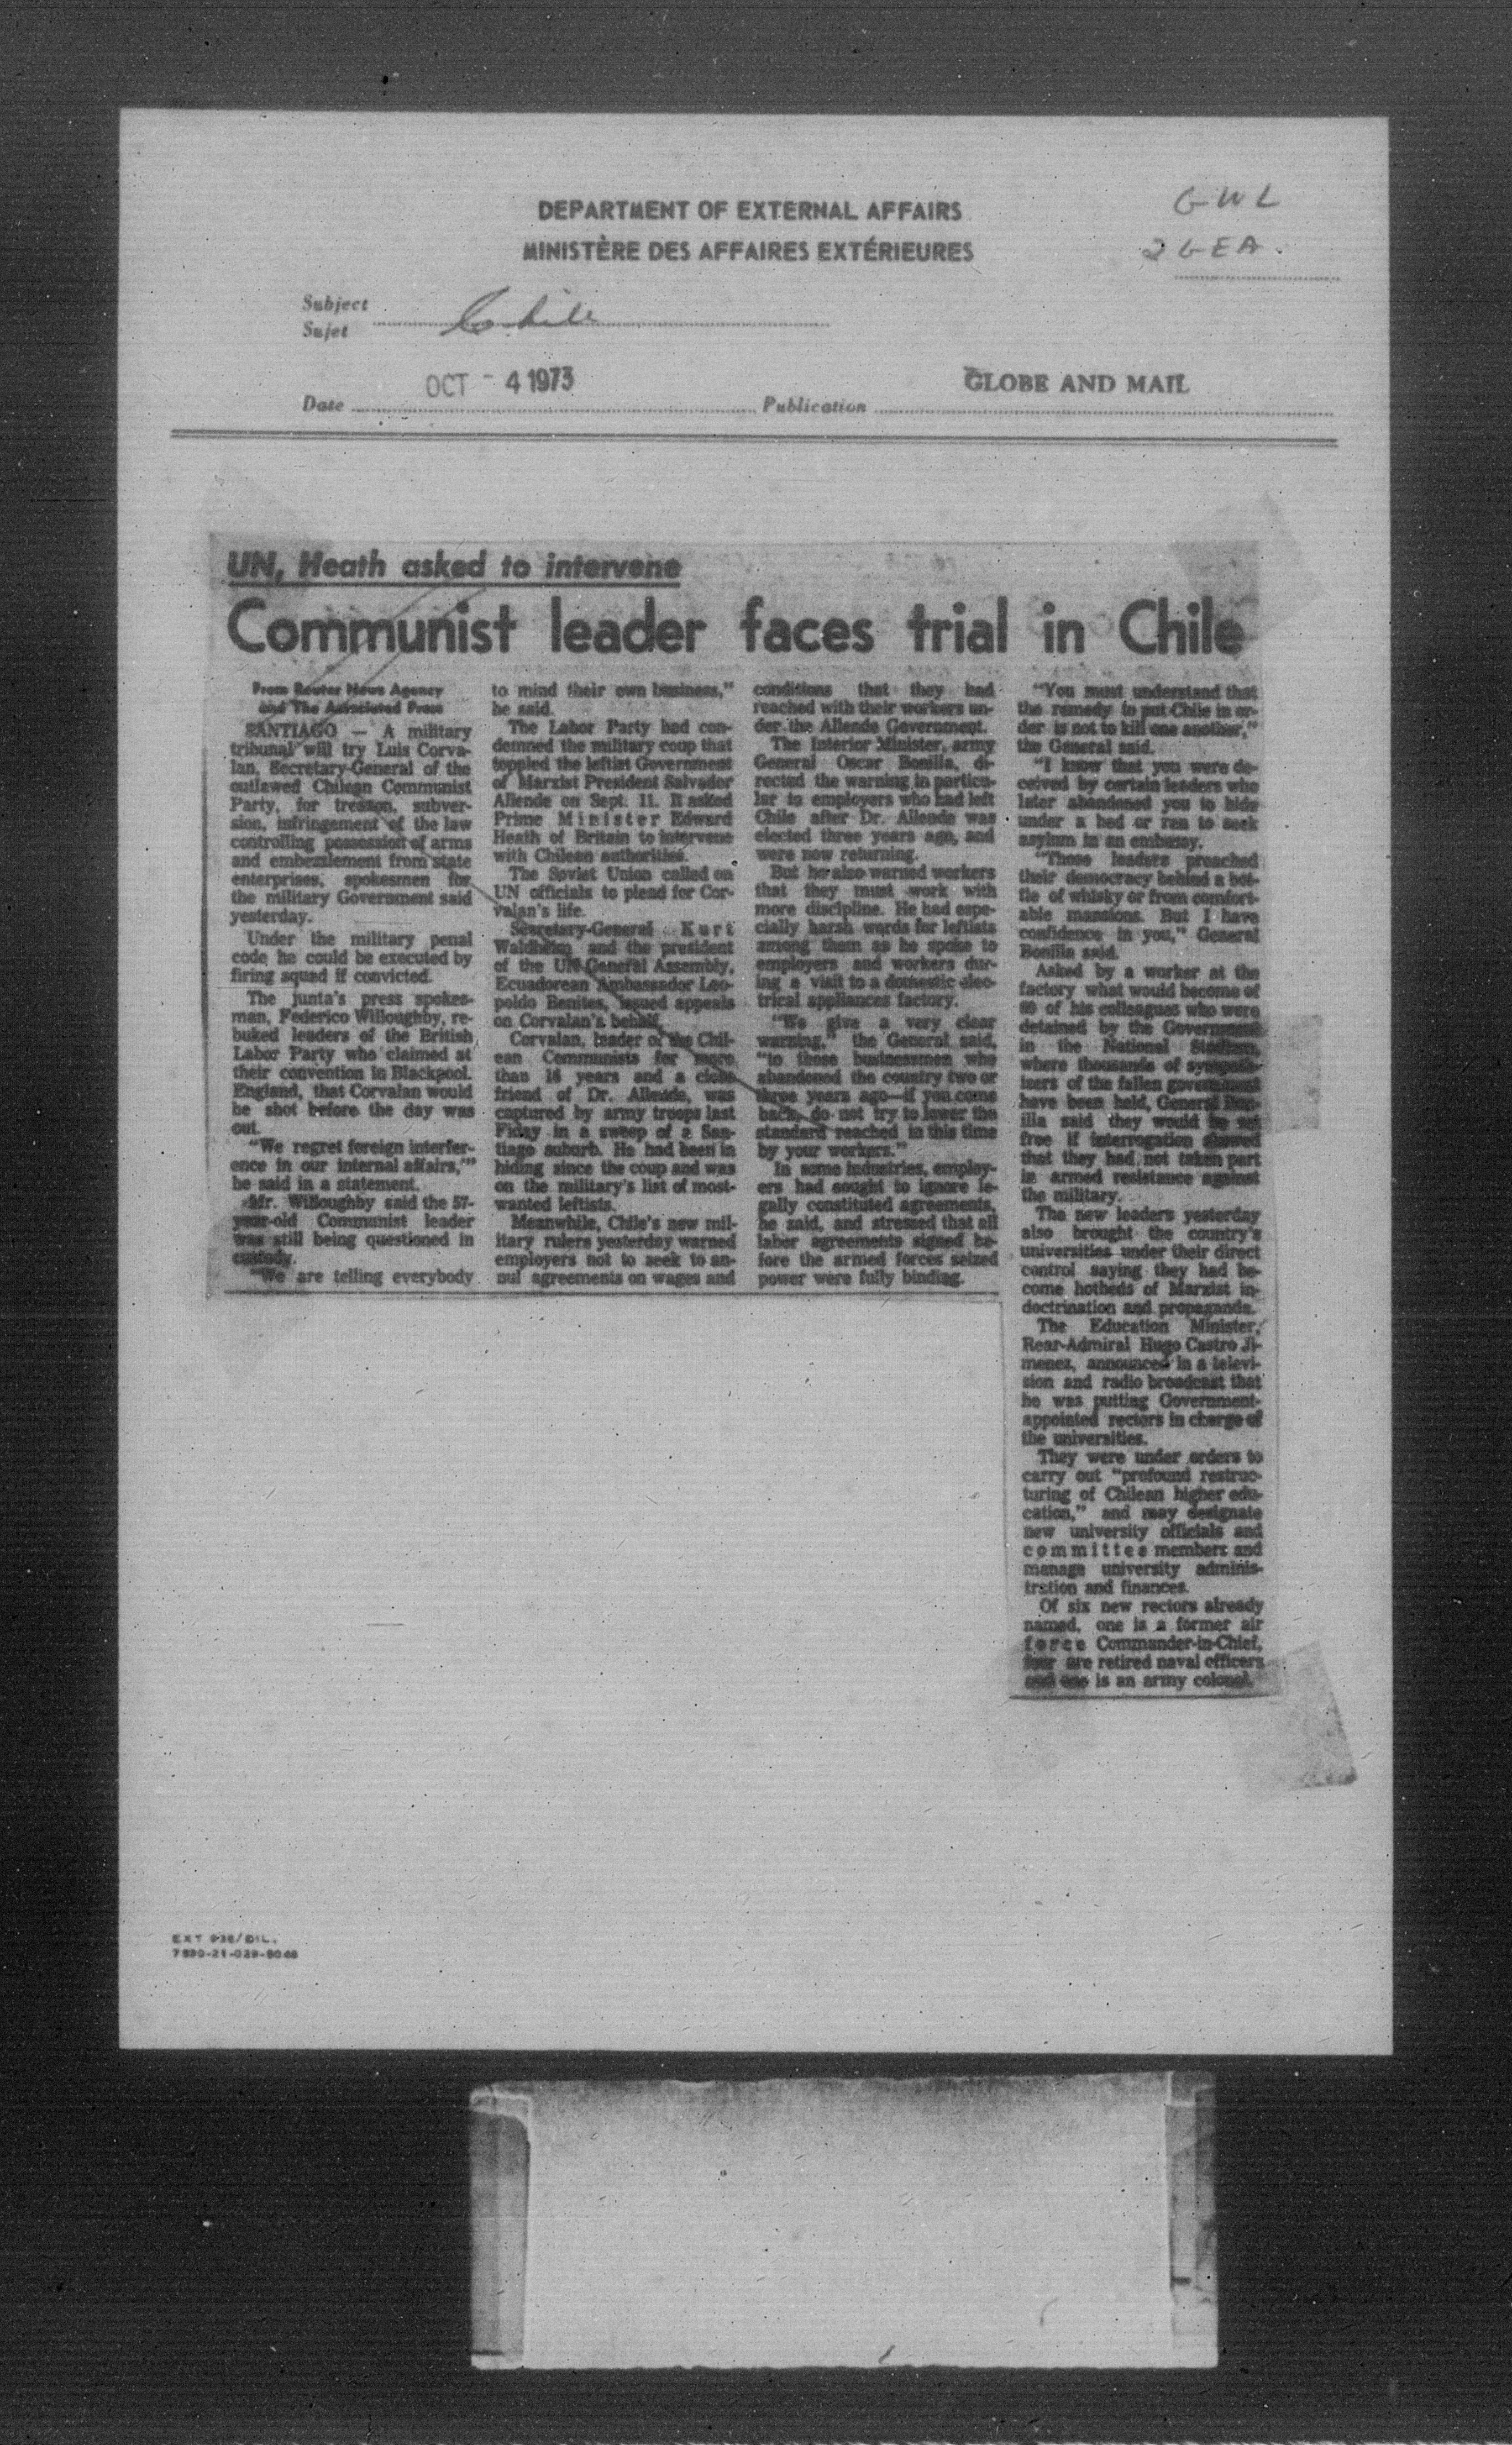 DEPARTMENT OF EXTERNAL AFFAIRS
MINISTÈRE DES AFFAIRES EXTÉRIEURES
GWL
2 GEA.
Subject
Sujet
Chile
OCT - 4 1973
GLOBE AND MAIL
Date
Publication
UN, Heath asked to intervene
Communist leader faces trial in Chile
From Reuter News Agency
and The Associated Press
SANTIAGO — A military
tribunal will try Luis Corva-
lan, Secretary-General of the
outlawed Chilean Communist
Party, for treason, subver-
sion, infringement of the law
controlling possession of arms
and embezzlement from state
enterprises, spokesmen for
the military Government said
yesterday.
Under the military penal
code he could be executed by
firing squad if convicted.
The junta's press spokes-
man, Federico Willoughby, re-
buked leaders of the British
Labor Party who claimed at
their convention in Blackpool,
England, that Corvalan would
be shot before the day was
out.
"We regret foreign interfer-
ence in our internal affairs,'"
he said in a statement.
Mr. Willoughby said the 57-
year-old Communist leader
was still being questioned in
custody.
"We are telling everybody
to mind their own business,"
he said.
The Labor Party had con-
demned the military coup that
toppled the leftist Government
of Marxist President Salvador
Allende on Sept. 11. It asked
Prime Minister Edward
Heath of Britain to intervene
with Chilean authorities.
The Soviet Union called on
UN officials to plead for Cor-
valan's life.
Secretary-General Kurt
Waldheim and the president
of the UN General Assembly,
Ecuadorean Ambassador Leo-
poldo Benites, issued appeals
on Corvalan's behalf.
Corvalan, leader of the Chil-
ean Communists for more
than 16 years and a close
friend of Dr. Allende, was
captured by army troops last
Fiday in a sweep of a San-
tiago suburb. He had been in
hiding since the coup and was
on the military's list of most-
wanted leftists.
Meanwhile, Chile's new mil-
itary rulers yesterday warned
employers not to seek to an-
nul agreements on wages and
conditions that they had
reached with their workers un-
der the Allende Government.
The Interior Minister, army
General Oscar Bonilla, di-
rected the warning in particu-
lar to employers who had left
Chile after Dr. Allende was
elected three years ago, and
were now returning.
But he also warned workers
that they must work with
more discipline. He had espe-
cially harsh words for leftists
among them as he spoke to
employers and workers dur-
ing a visit to a domestic elec-
trical appliances factory.
"We give a very clear
warning," the General said,
"to those businessmen who
abandoned the country two or
three years ago—if you come
back, do not try to lower the
standard reached in this time
by your workers."
In some industries, employ-
ers had sought to ignore le-
gally constituted agreements,
he said, and stressed that all
labor agreements signed be-
fore the armed forces seized
power were fully binding.
"You must understand that
the remedy to put Chile in or-
der is not to kill one another,"
the General said.
"I know that you were de-
ceived by certain leaders who
later abandoned you to hide
under a bed or ran to seek
asylum in an embassy.
"Those leaders preached
their democracy behind a bot-
tle of whisky or from comfort-
able mansions. But I have
confidence in you," General
Bonilla said.
Asked by a worker at the
factory what would become of
of his colleagues who were
detained by the Government
in the National Stadium,
where thousands of sympath-
izers of the fallen government
have been held, General Bon-
illa said they would be set
free if interrogation showed
that they had not taken part
in armed resistance against
the military.
The new leaders yesterday
also brought the country's
universities under their direct
control saying they had be-
come hotbeds of Marxist in-
doctrination and propaganda.
The Education Minister,
Rear-Admiral Hugo Castro Ji-
menez, announced in a televi-
sion and radio broadcast that
he was putting Government-
appointed rectors in charge of
the universities.
They were under orders to
carry out "profound restruc-
turing of Chilean higher edu-
cation," and may designate
new university officials and
committee members and
manage university adminis-
tration and finances.
Of six new rectors already
named, one is a former air
force Commander-in-Chief,
four are retired naval officers
and one is an army colonel.
EXT 938/BIL.